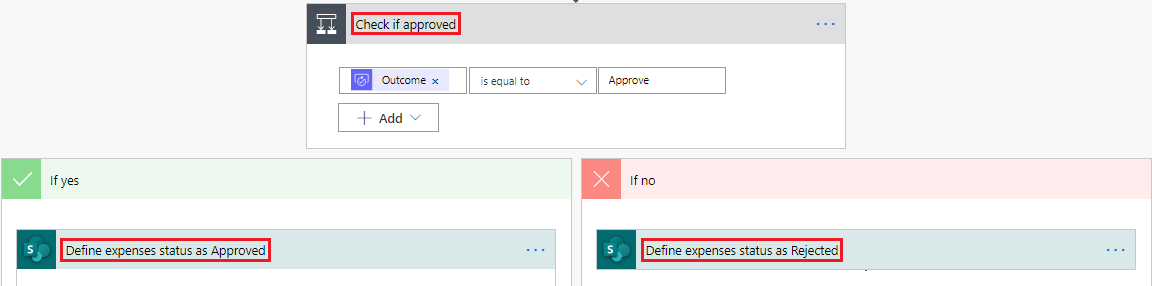 Check if approved
Outcome × is equal to Approve
Add
If yes
If no
Define expenses status as Approved
Define expenses status as Rejected